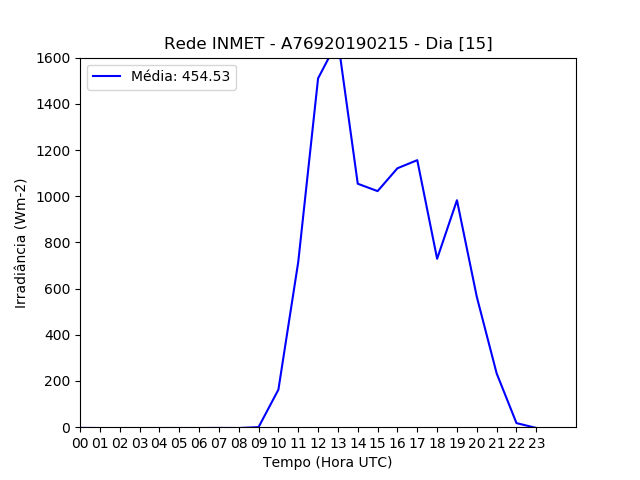 Rede INMET - A76920190215 - Dia [15]
Média: 454.53
1600
1400
1200
1000
800
600
400
200
0
Irradiância (Wm-2)
00 01 02 03 04 05 06 07 08 09 10 11 12 13 14 15 16 17 18 19 20 21 22 23
Tempo (Hora UTC)